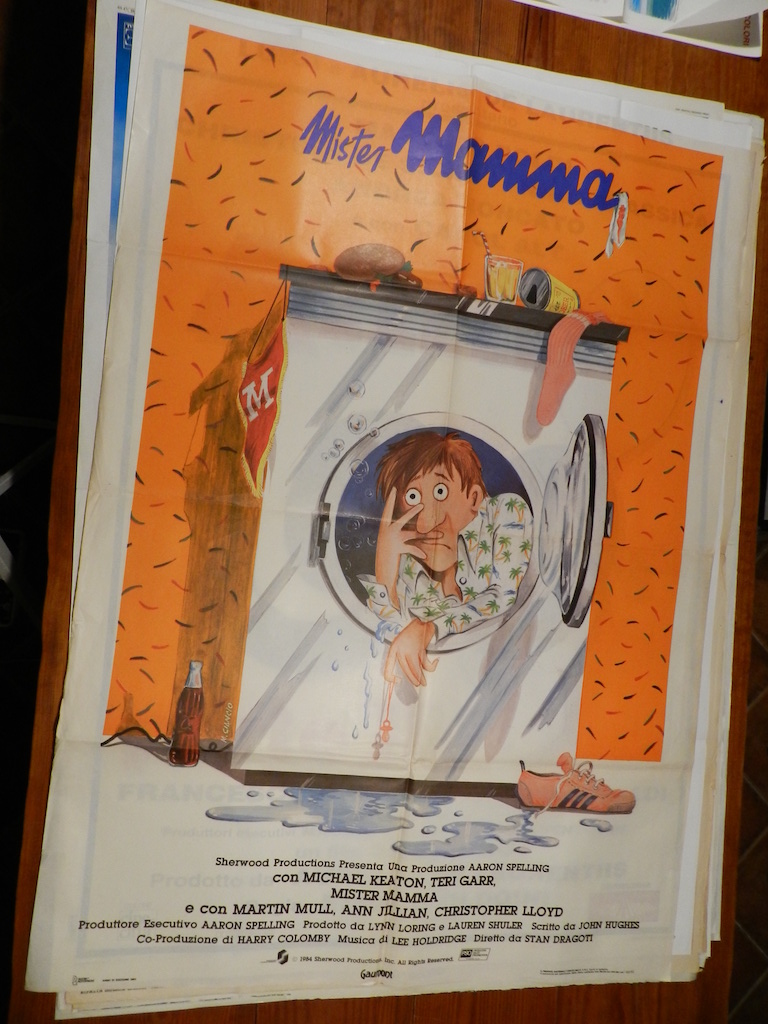 Mister Mamma
M
Sherwood Productions Presenta Una Produzione AARON SPELLING
con MICHAEL KEATON, TERI GARR,
MISTER MAMMA
e con MARTIN MULL, ANN JILLIAN, CHRISTOPHER LLOYD
Produttore Esecutivo AARON SPELLING Prodotto da LYNN LORING e LAUREN SHULER Scritto da JOHN HUGHES
Co-Produzione di HARRY COLOMBY Musica di LEE HOLDRIDGE Diretto da STAN DRAGOTI
© 1984 Sherwood Productions, Inc. All Rights Reserved.
Gaumont